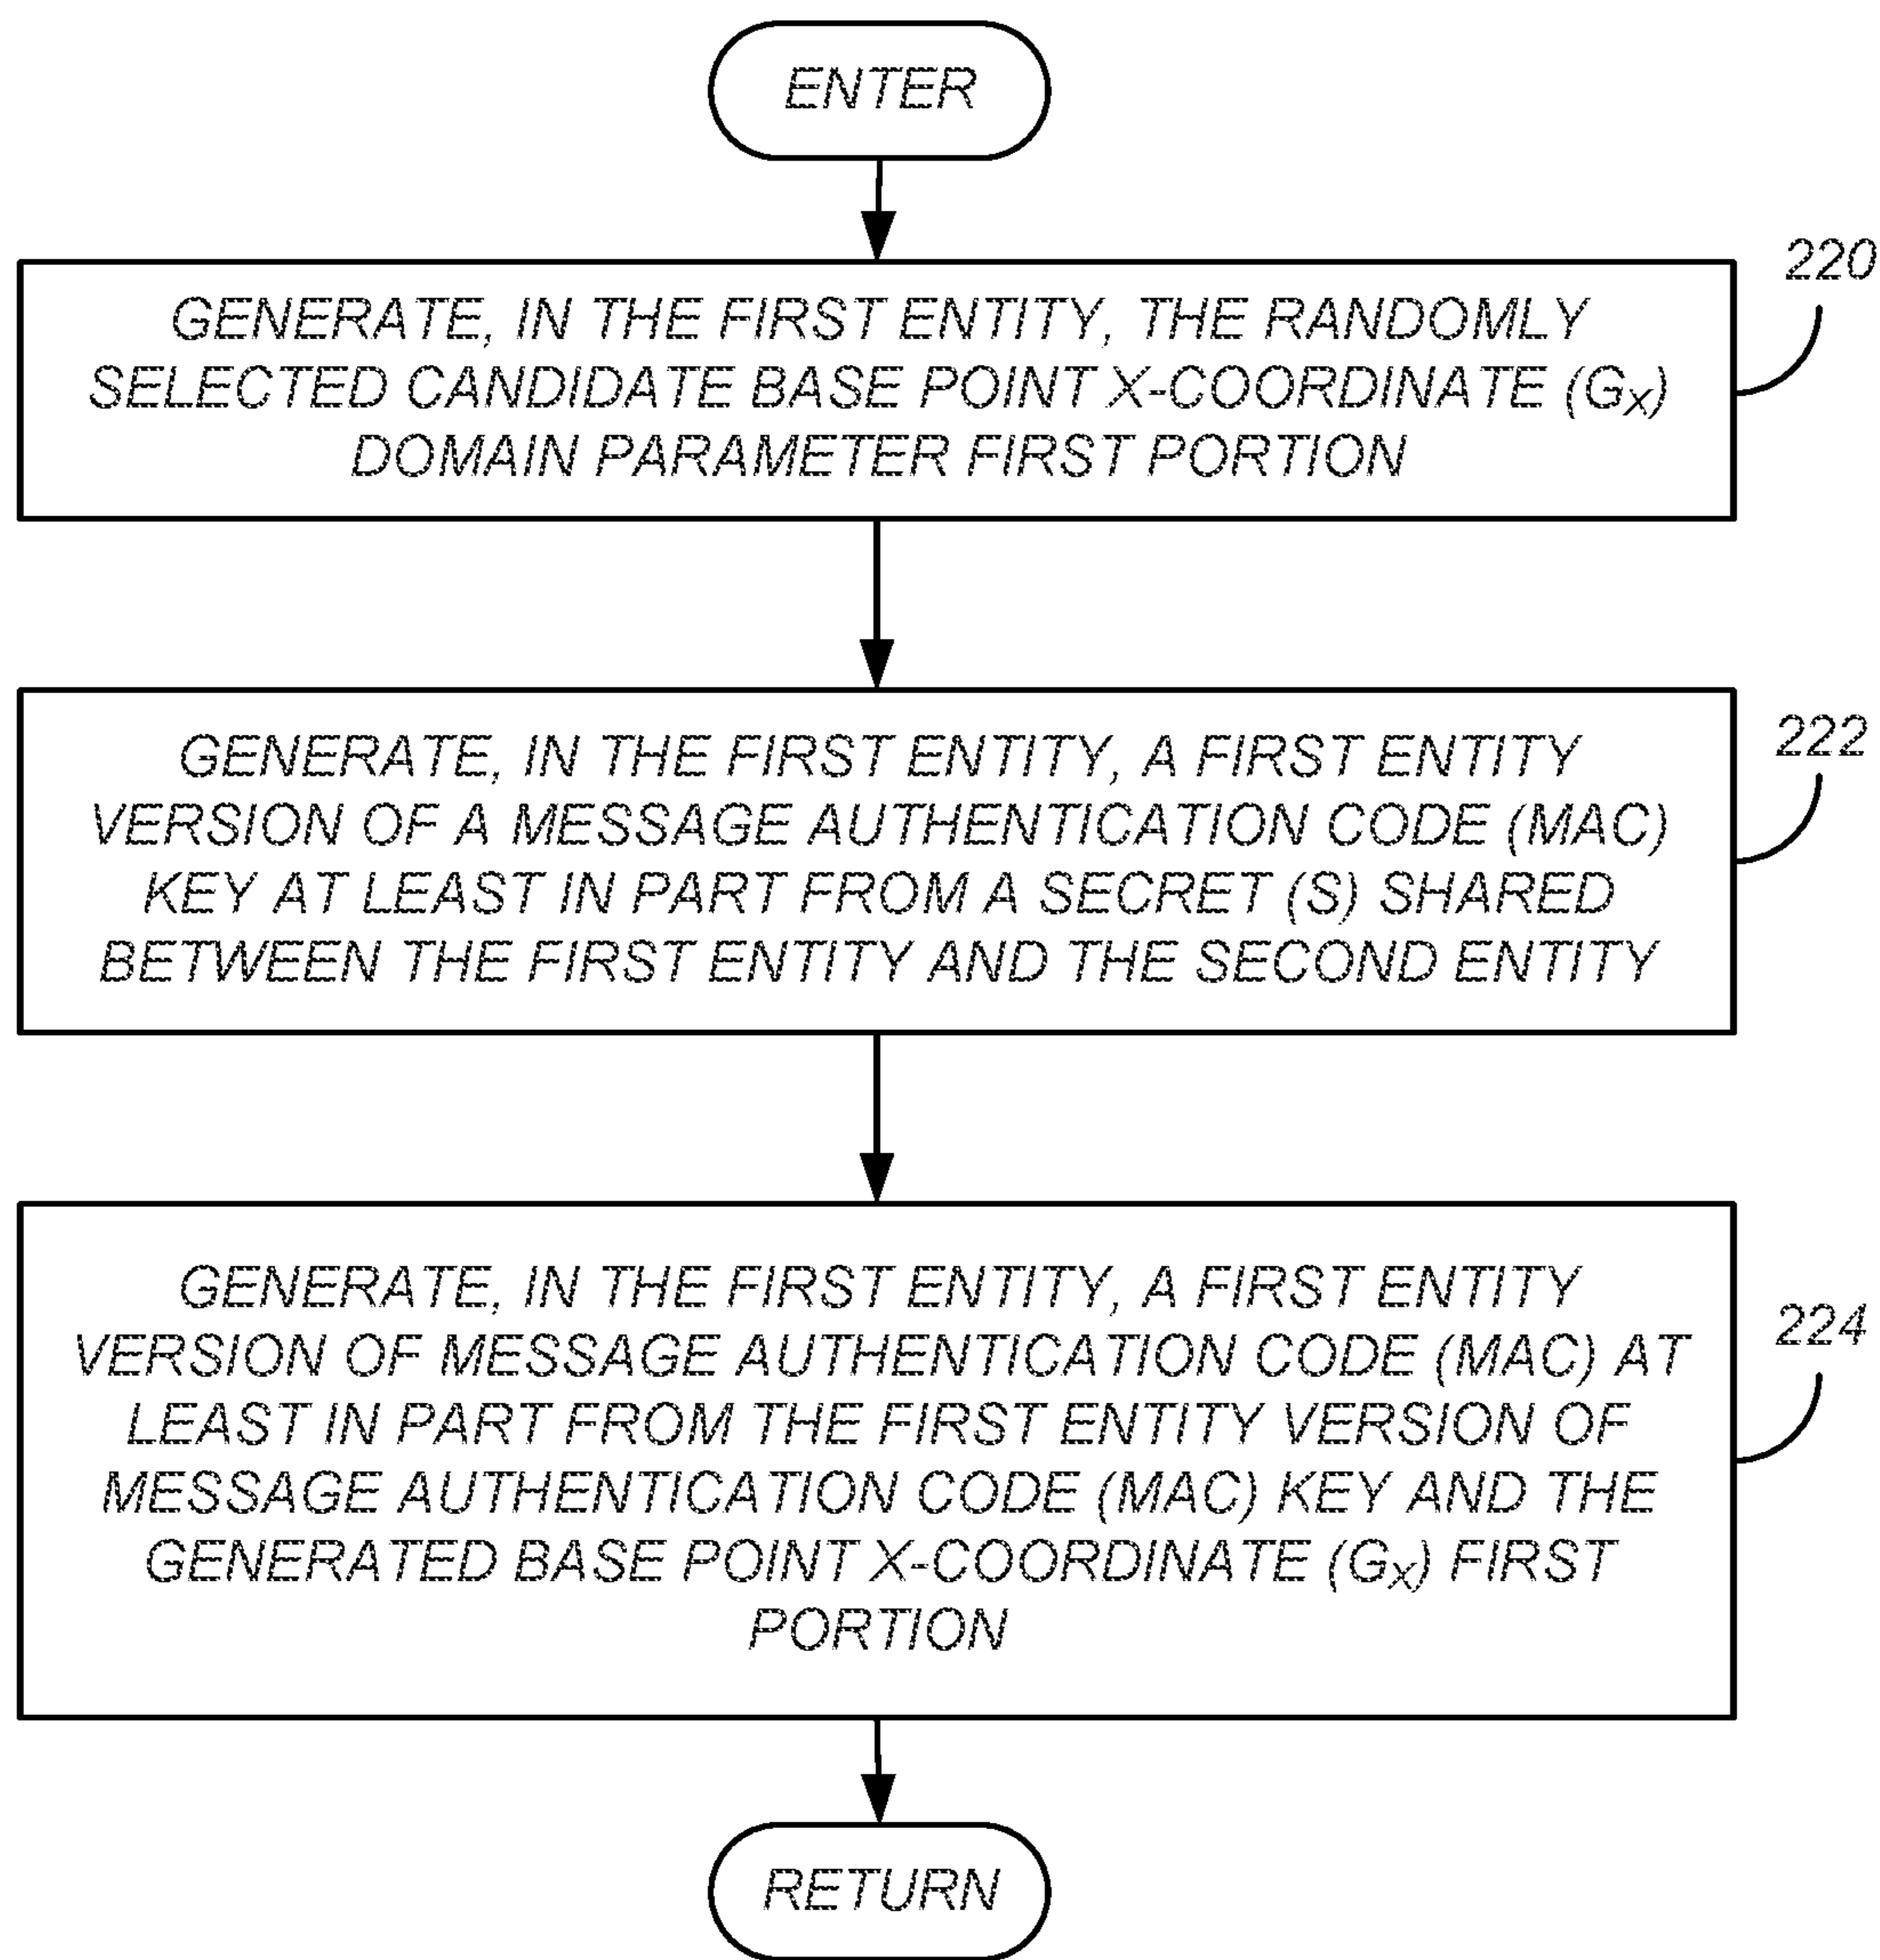 ENTER
220
GENERATE, IN THE FIRST ENTITY, THE RANDOMLY
SELECTED CANDIDATE BASE POINT X-COORDINATE (GX)
DOMAIN PARAMETER FIRST PORTION
222
GENERATE, IN THE FIRST ENTITY, A FIRST ENTITY
VERSION OF A MESSAGE AUTHENTICATION CODE (MAC)
KEY AT LEAST IN PART FROM A SECRET (S) SHARED
BETWEEN THE FIRST ENTITY AND THE SECOND ENTITY
224
GENERATE, IN THE FIRST ENTITY, A FIRST ENTITY
VERSION OF MESSAGE AUTHENTICATION CODE (MAC) AT
LEAST IN PART FROM THE FIRST ENTITY VERSION OF
MESSAGE AUTHENTICATION CODE (MAC) KEY AND THE
GENERATED BASE POINT X-COORDINATE (GX) FIRST
PORTION
RETURN